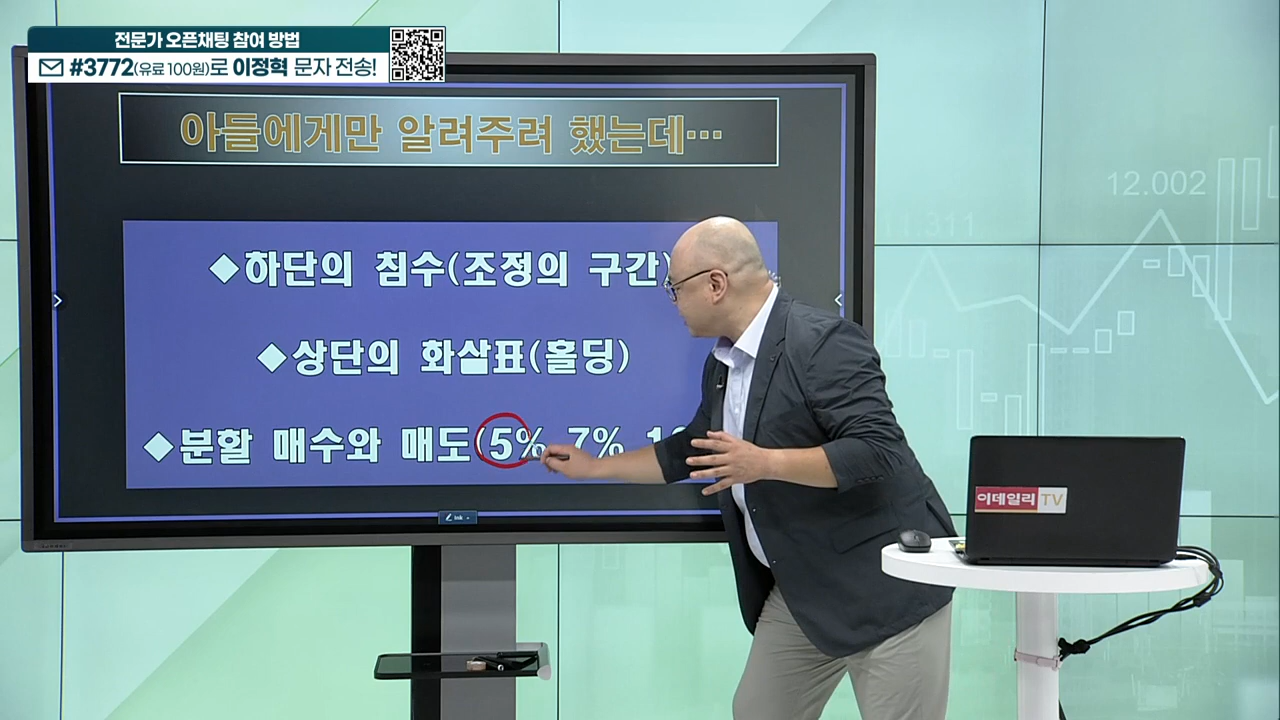 전문가 오픈채팅 참여 방법
#3772(유료 100원)로 이정혁 문자 전송!
아들에게만 알려주려 했는데…
◆하단의 침수(조정의 구간)
◆상단의 화살표(홀딩)
◆분할 매수와 매도(5% 7%
12.002
11.311
이데일리TV
Ink